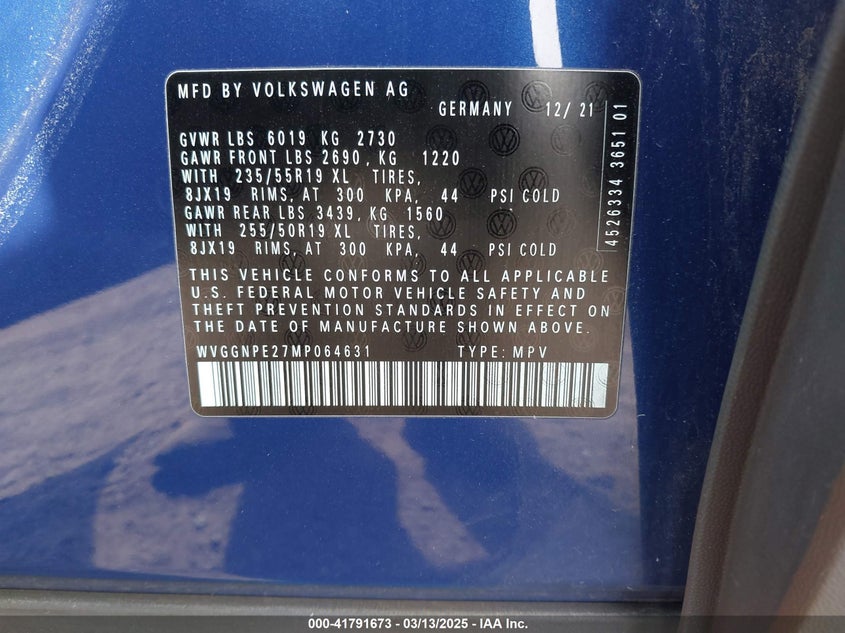 MFD BY VOLKSWAGEN AG
GERMANY 12/ 21
GVWR LBS 6019 KG 2730
GAWR FRONT LBS 2690, KG 1220
WITH 235/55R19 XL TIRES,
8JX19 RIMS, AT 300 KPA, 44 PSI COLD
GAWR REAR LBS 3439, KG 1560
WITH 255/50R19 XL TIRES,
8JX19 RIMS, AT 300 KPA, 44 PSI COLD
THIS VEHICLE CONFORMS TO ALL APPLICABLE
U.S. FEDERAL MOTOR VEHICLE SAFETY AND
THEFT PREVENTION STANDARDS IN EFFECT ON
THE DATE OF MANUFACTURE SHOWN ABOVE.
WVGGNPE27MP064631 TYPE: MPV
4526334 3651 01
000-41791673 - 03/13/2025 - IAA Inc.